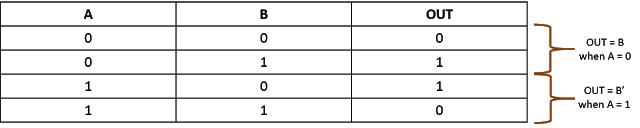 A B OUT
0 0 0
0 1 1
1 0 1
1 1 0
OUT = B
when A = 0
OUT = B’
when A = 1